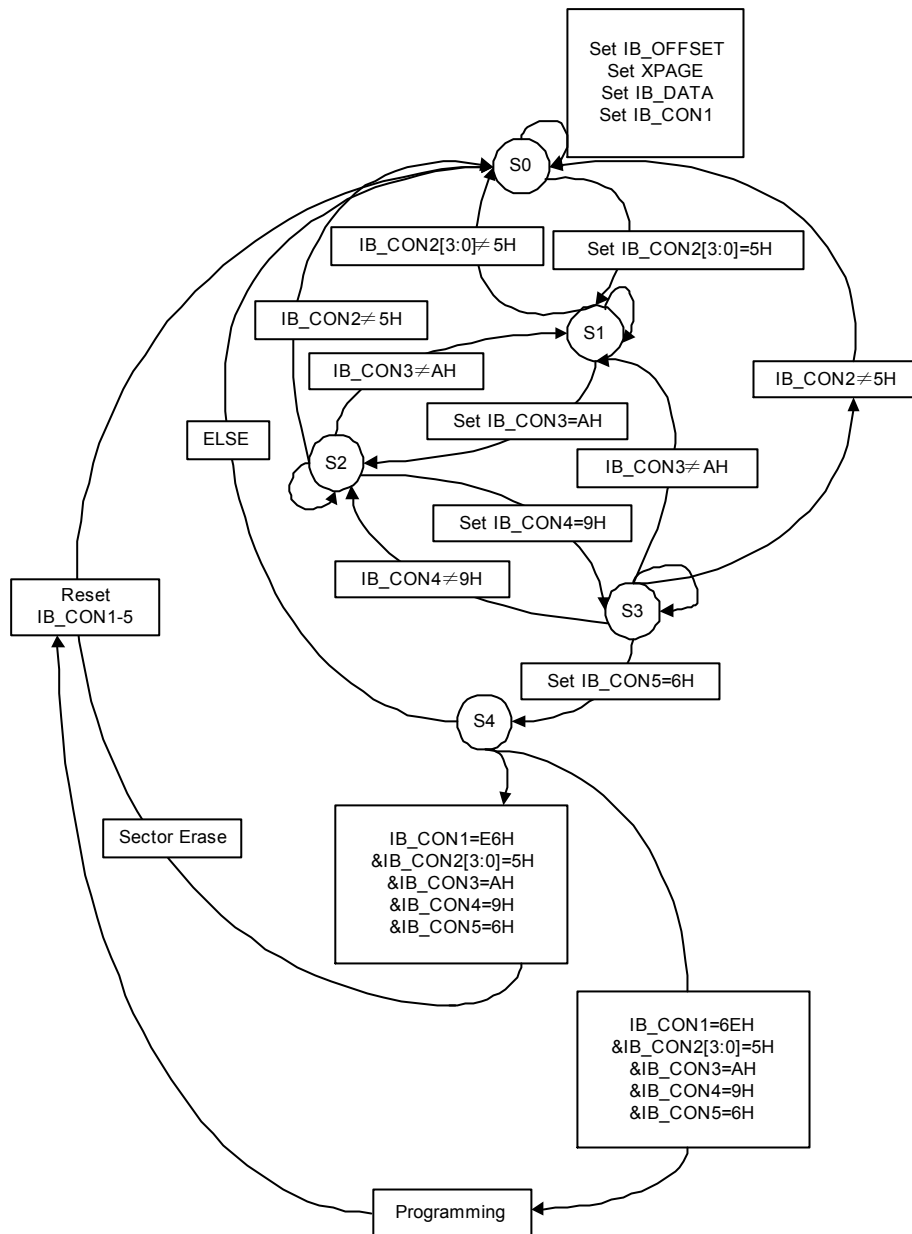 Set IB_OFFSET
Set XPAGE
Set IB_DATA
Set IB_CON1
S0
IB_CON2[3:0]≠5H
Set IB_CON2[3:0]=5H
IB_CON2≠5H
S1
IB_CON3≠AH
IB_CON2≠5H
Set IB_CON3=AH
ELSE
S2
IB_CON3≠AH
Set IB_CON4=9H
IB_CON4≠9H
Reset
IB_CON1-5
S3
Set IB_CON5=6H
S4
Sector Erase
IB_CON1=E6H
&IB_CON2[3:0]=5H
&IB_CON3=AH
&IB_CON4=9H
&IB_CON5=6H
IB_CON1=6EH
&IB_CON2[3:0]=5H
&IB_CON3=AH
&IB_CON4=9H
&IB_CON5=6H
Programming